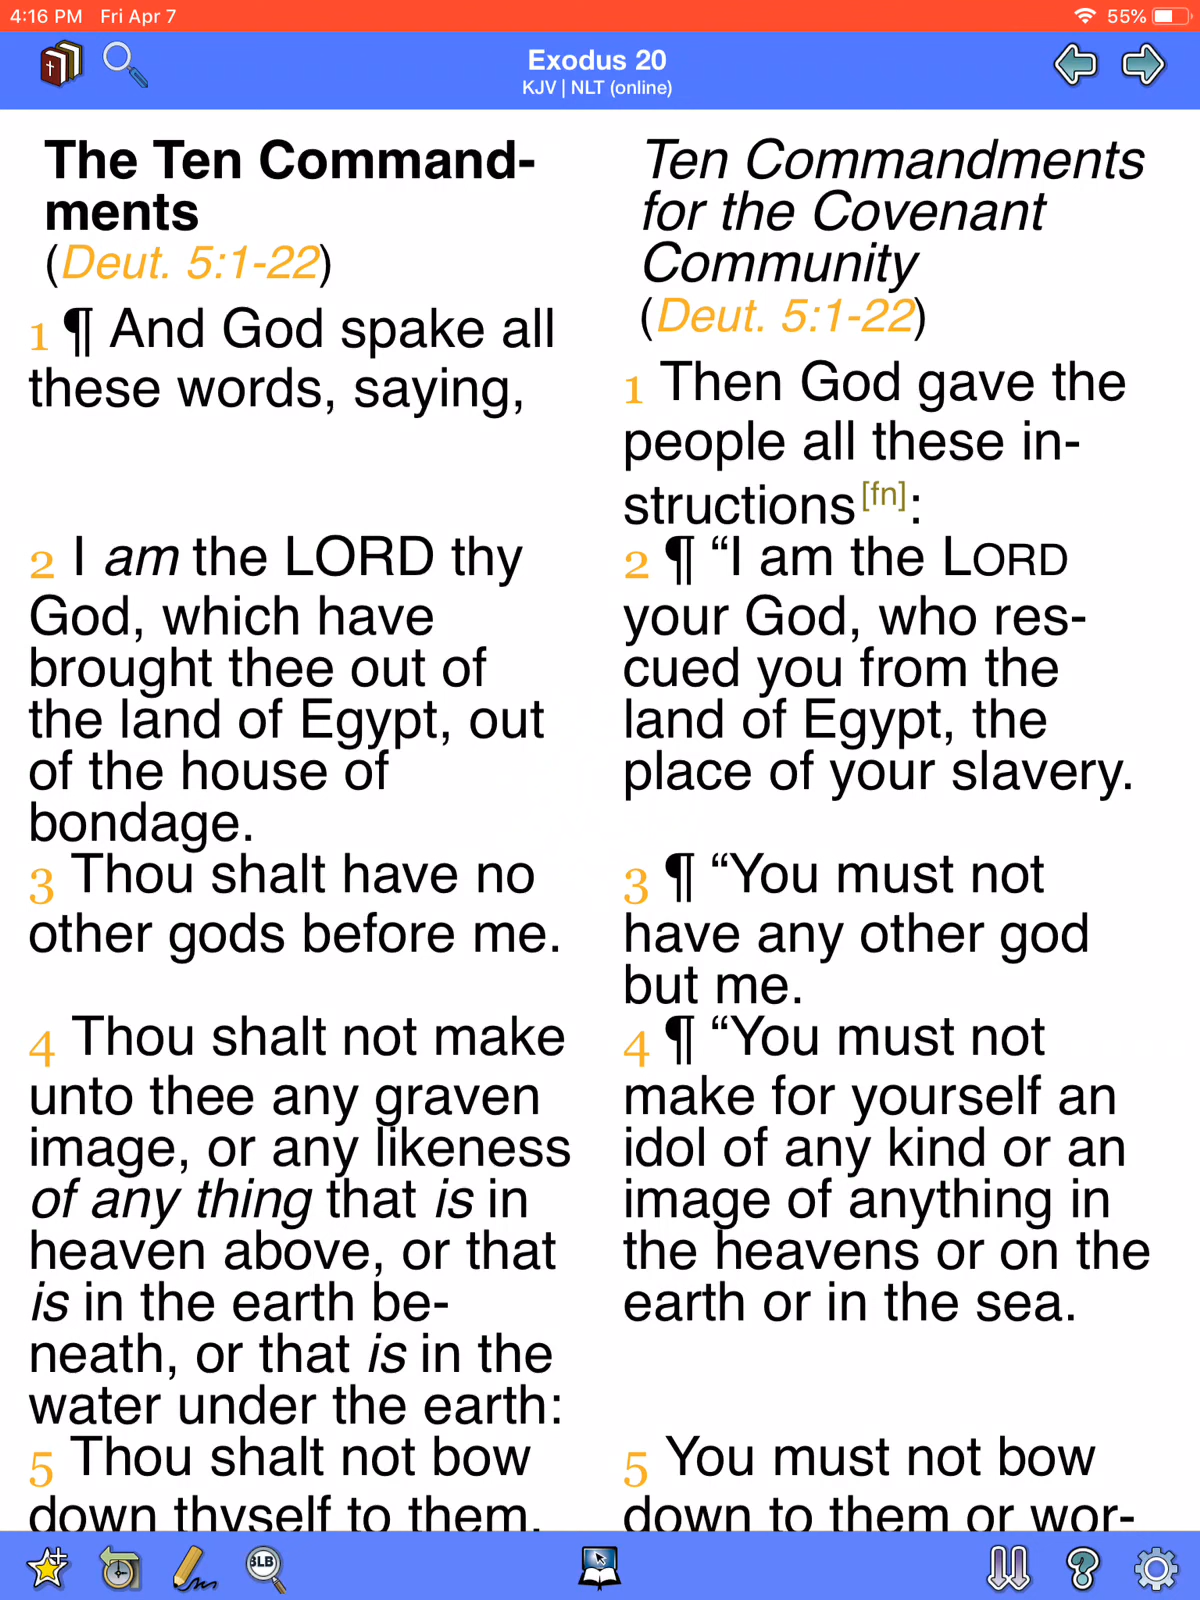 4:16 PM Fri Apr 7 55%
Exodus 20
KJV | NLT (online)
The Ten Command-
ments
(Deut. 5:1-22)
1 ¶ And God spake all
these words, saying,
2 I am the LORD thy
God, which have
brought thee out of
the land of Egypt, out
of the house of
bondage.
3 Thou shalt have no
other gods before me.
4 Thou shalt not make
unto thee any graven
image, or any likeness
of any thing that is in
heaven above, or that
is in the earth be-
neath, or that is in the
water under the earth:
5 Thou shalt not bow
down thyself to them,
Ten Commandments
for the Covenant
Community
(Deut. 5:1-22)
1 Then God gave the
people all these in-
structions[fn]:
2 ¶ “I am the LORD
your God, who res-
cued you from the
land of Egypt, the
place of your slavery.
3 ¶ “You must not
have any other god
but me.
4 ¶ “You must not
make for yourself an
idol of any kind or an
image of anything in
the heavens or on the
earth or in the sea.
5 You must not bow
down to them or wor-
BLB